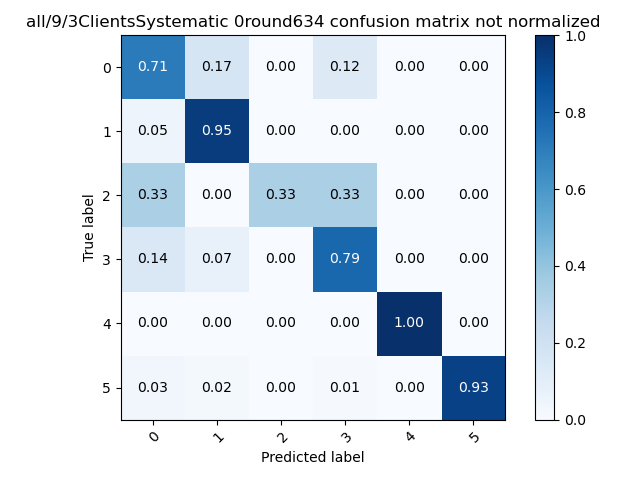 all/9/3ClientsSystematic 0round634 confusion matrix not normalized
0 0.71 0.17 0.00 0.12 0.00 0.00
1 0.05 0.95 0.00 0.00 0.00 0.00
2 0.33 0.00 0.33 0.33 0.00 0.00
3 0.14 0.07 0.00 0.79 0.00 0.00
4 0.00 0.00 0.00 0.00 1.00 0.00
5 0.03 0.02 0.00 0.01 0.00 0.93
0 1 2 3 4 5
True label
Predicted label
1.0
0.8
0.6
0.4
0.2
0.0